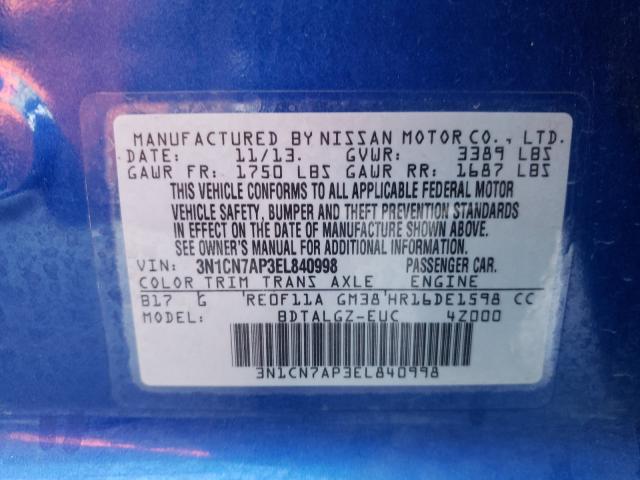 MANUFACTURED BY NISSAN MOTOR CO., LTD.
DATE: 11/13. GVWR: 3389 LBS
GAWR FR: 1750 LBS GAWR RR: 1687 LBS
THIS VEHICLE CONFORMS TO ALL APPLICABLE FEDERAL MOTOR
VEHICLE SAFETY, BUMPER AND THEFT PREVENTION STANDARDS
IN EFFECT ON THE DATE OF MANUFACTURE SHOWN ABOVE.
SEE OWNER'S MANUAL FOR ADDITIONAL INFORMATION.
VIN: 3N1CN7AP3EL840998 PASSENGER CAR.
COLOR TRIM TRANS AXLE ENGINE
B17 G RE0F11A GM38 HR16DE1598 CC
MODEL: BDTALGZ-EUC 4Z000
3N1CN7AP3EL840998